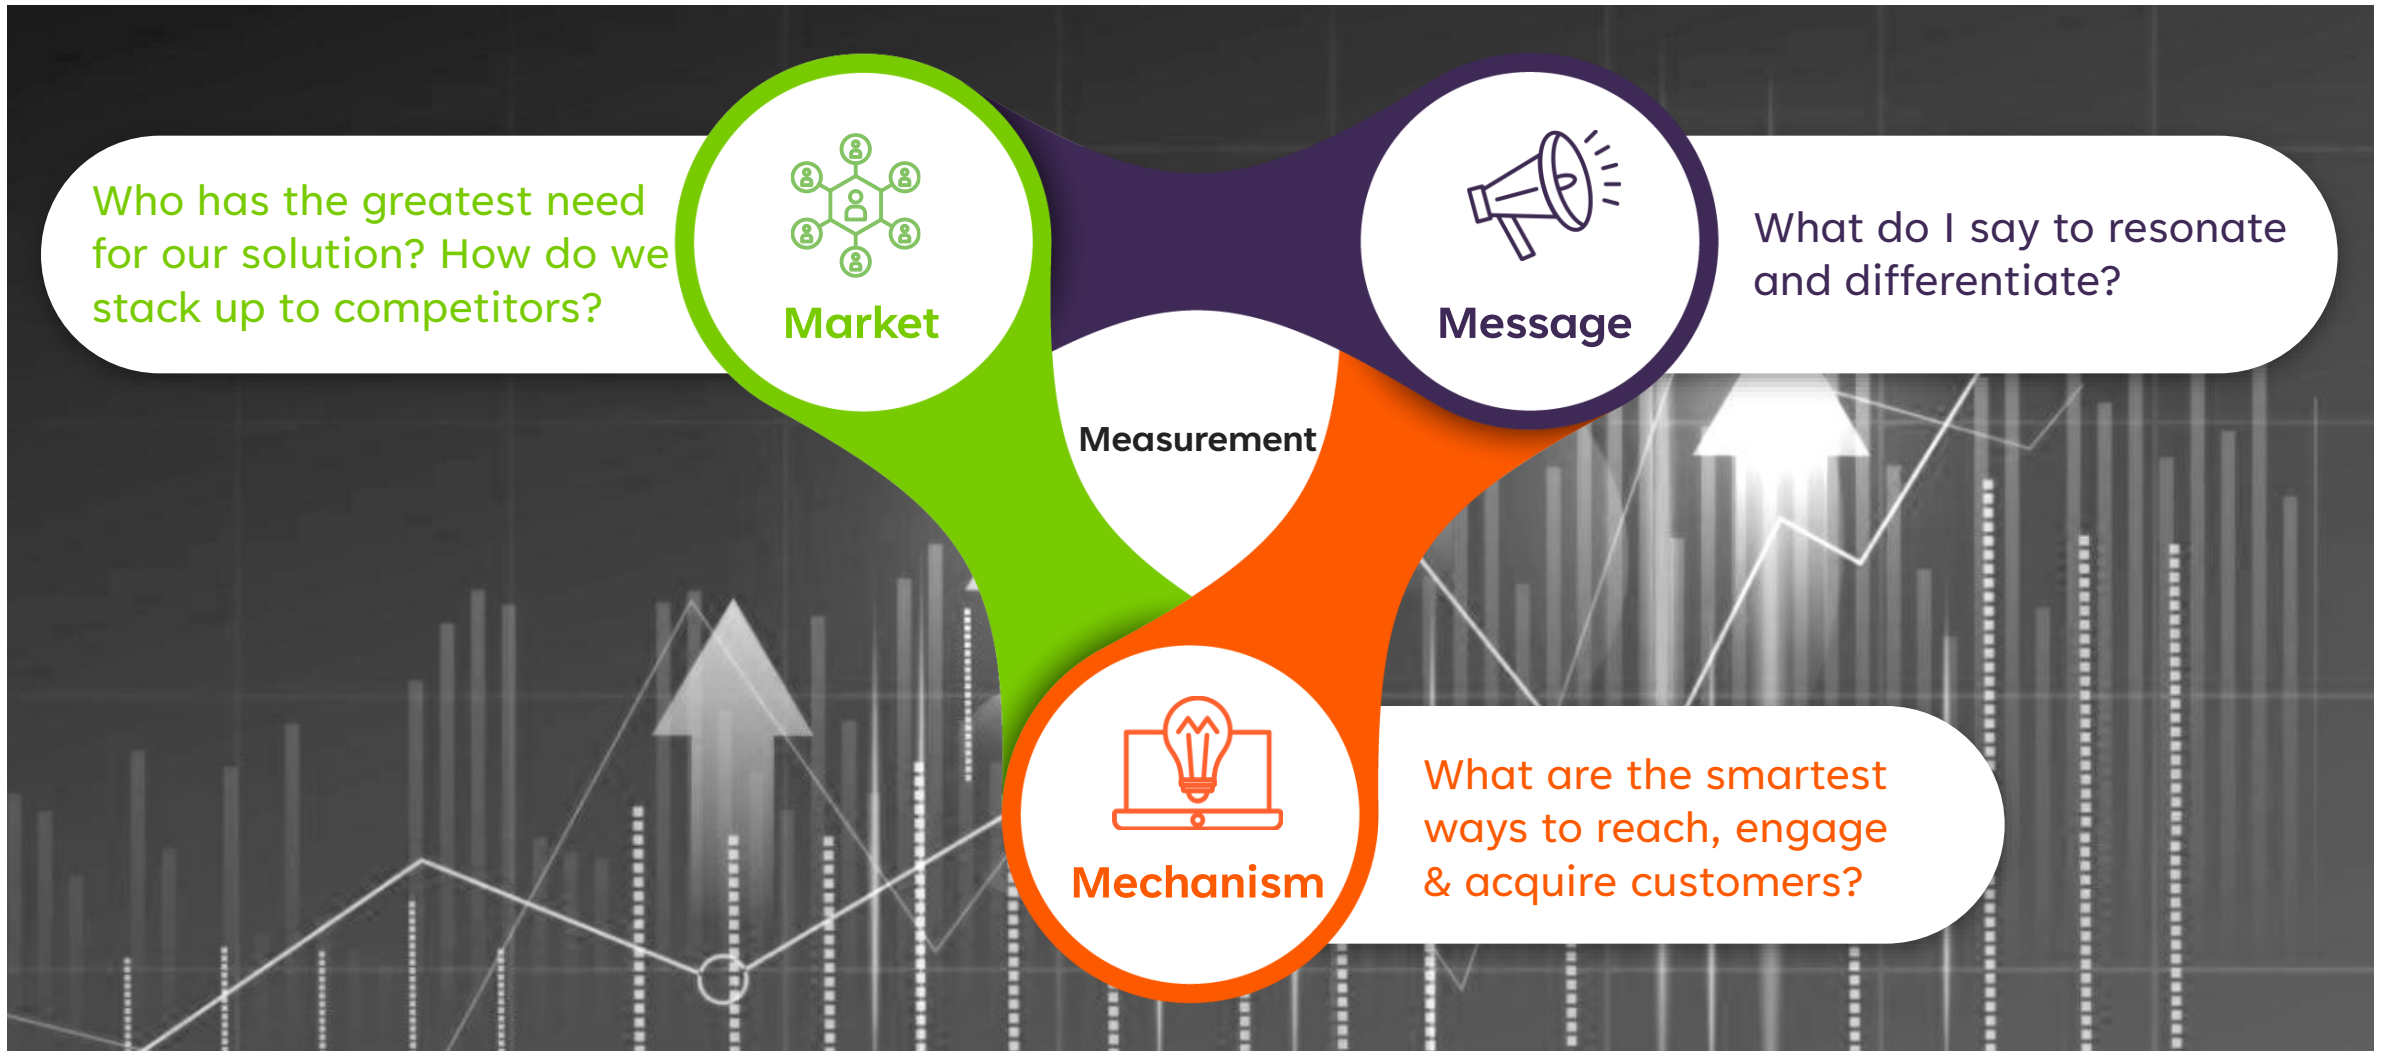 Who has the greatest need
for our solution? How do we
stack up to competitors?
Market
Message
What do I say to resonate
and differentiate?
Measurement
Mechanism
What are the smartest
ways to reach, engage
& acquire customers?